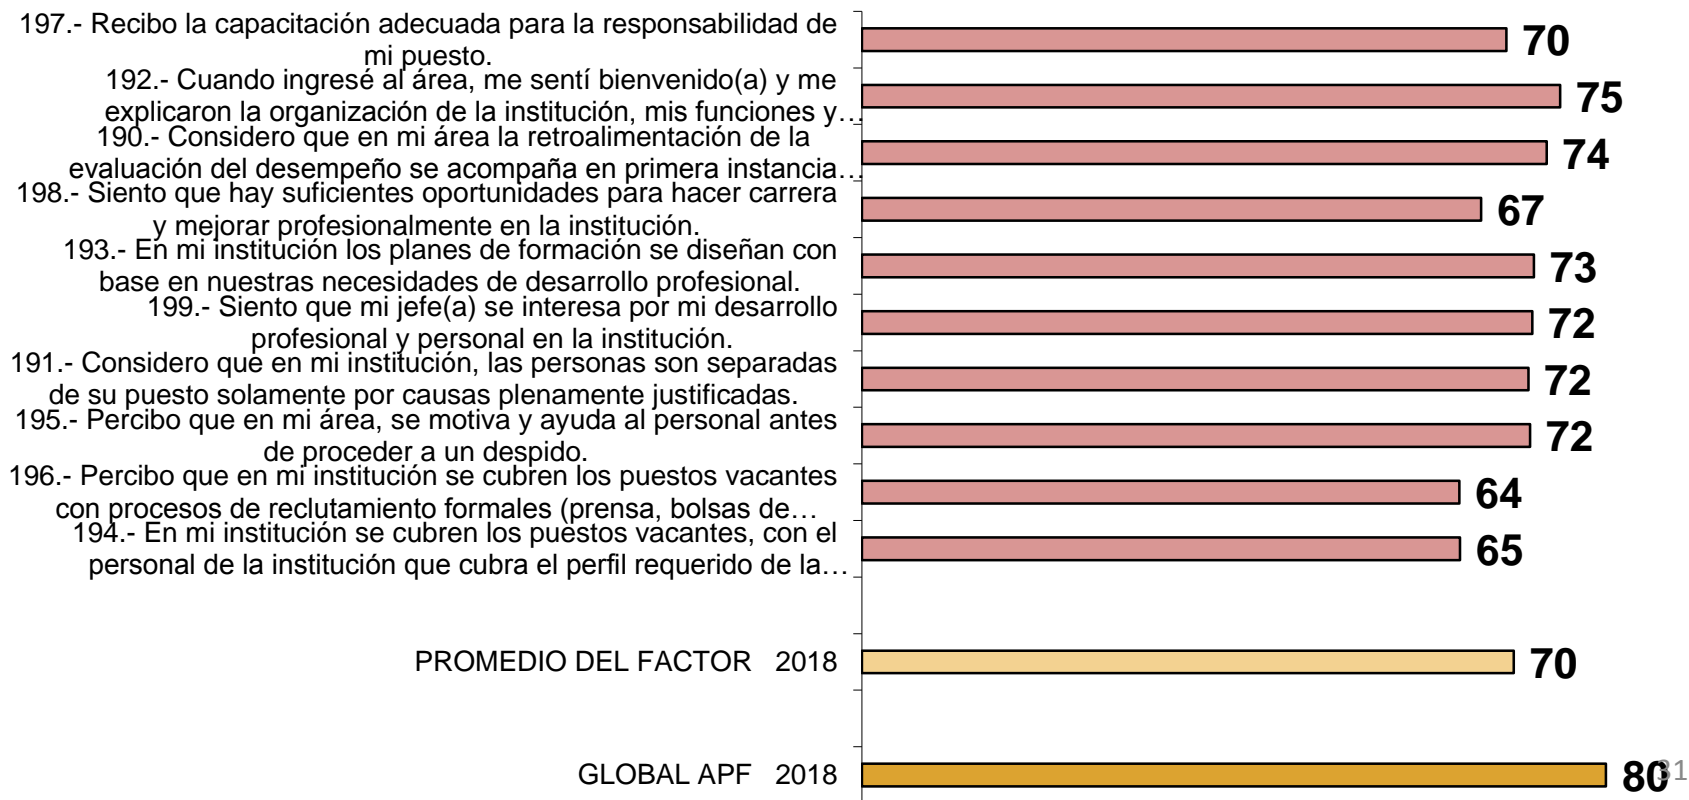 197.- Recibo la capacitación adecuada para la responsabilidad de
mi puesto.
70
192.- Cuando ingresé al área, me sentí bienvenido(a) y me
explicaron la organización de la institución, mis funciones y…
75
190.- Considero que en mi área la retroalimentación de la
evaluación del desempeño se acompaña en primera instancia…
74
198.- Siento que hay suficientes oportunidades para hacer carrera
y mejorar profesionalmente en la institución.
67
193.- En mi institución los planes de formación se diseñan con
base en nuestras necesidades de desarrollo profesional.
73
199.- Siento que mi jefe(a) se interesa por mi desarrollo
profesional y personal en la institución.
72
191.- Considero que en mi institución, las personas son separadas
de su puesto solamente por causas plenamente justificadas.
72
195.- Percibo que en mi área, se motiva y ayuda al personal antes
de proceder a un despido.
72
196.- Percibo que en mi institución se cubren los puestos vacantes
con procesos de reclutamiento formales (prensa, bolsas de…
64
194.- En mi institución se cubren los puestos vacantes, con el
personal de la institución que cubra el perfil requerido de la…
65
PROMEDIO DEL FACTOR 2018
70
GLOBAL APF 2018
80
31